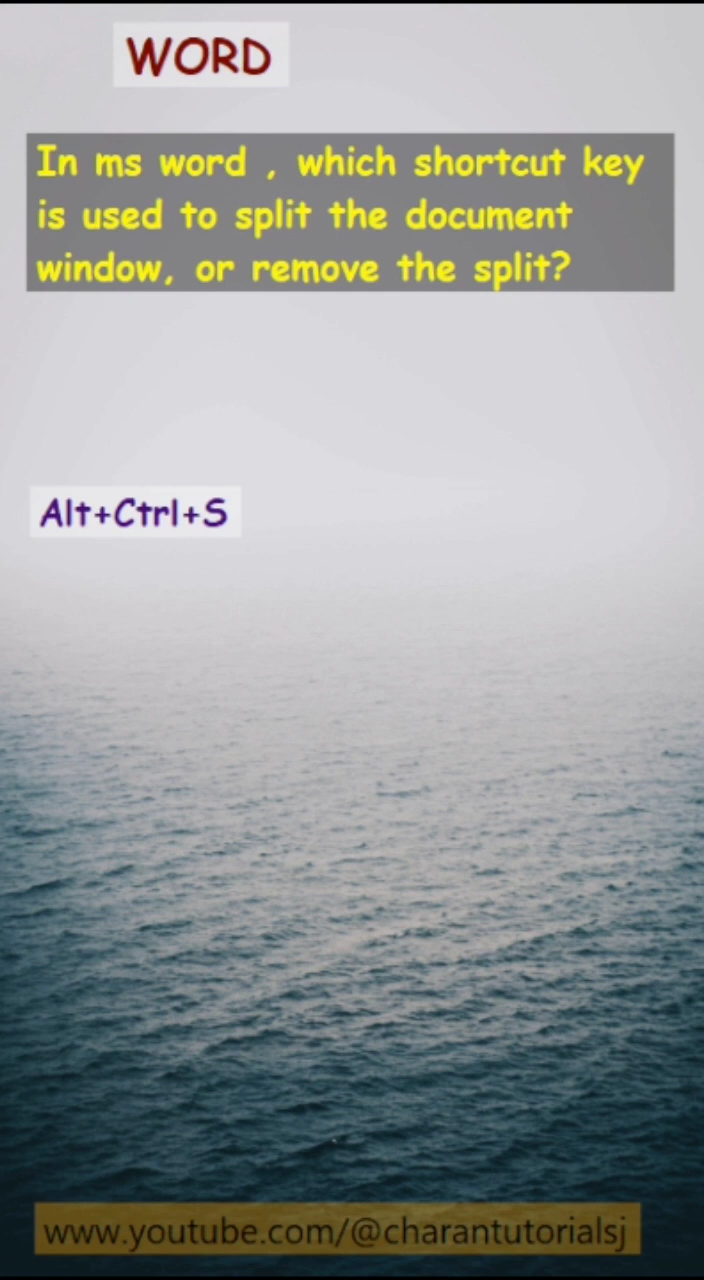 WORD
In ms word , which shortcut key
is used to split the document
window, or remove the split?
Alt+Ctrl+S
www.youtube.com/@charantutorialsj